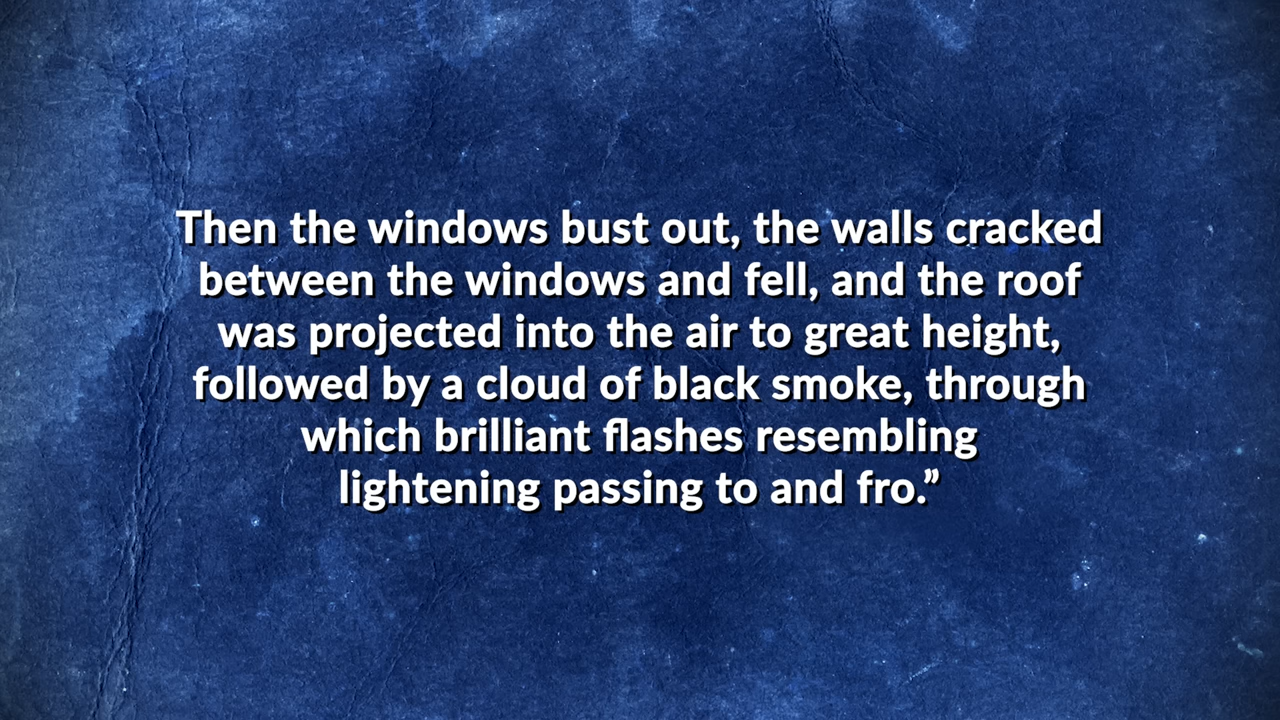 Then the windows bust out, the walls cracked
between the windows and fell, and the roof
was projected into the air to great height,
followed by a cloud of black smoke, through
which brilliant flashes resembling
lightening passing to and fro.”